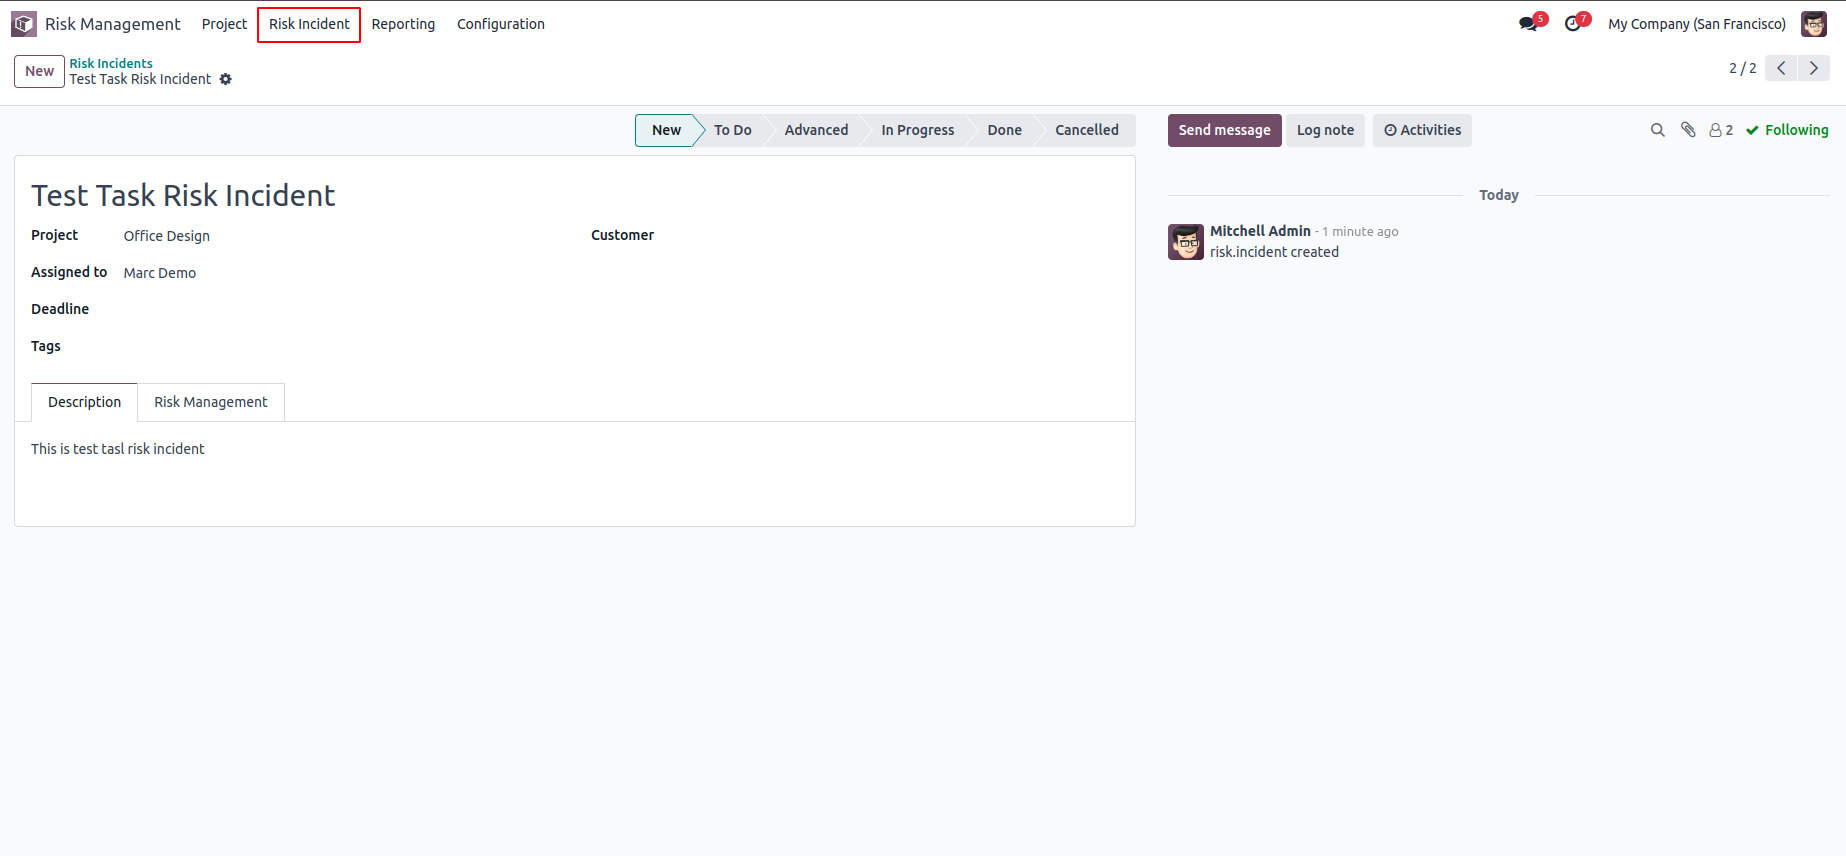 Risk Management Project Risk Incident Reporting Configuration 5 7 My Company (San Francisco)
New Risk Incidents
Test Task Risk Incident
2 / 2
New To Do Advanced In Progress Done Cancelled
Send message Log note Activities 2 Following
Test Task Risk Incident
Project Office Design Customer
Assigned to Marc Demo
Deadline
Tags
Description Risk Management
This is test tasl risk incident
Today
Mitchell Admin - 1 minute ago
risk.incident created